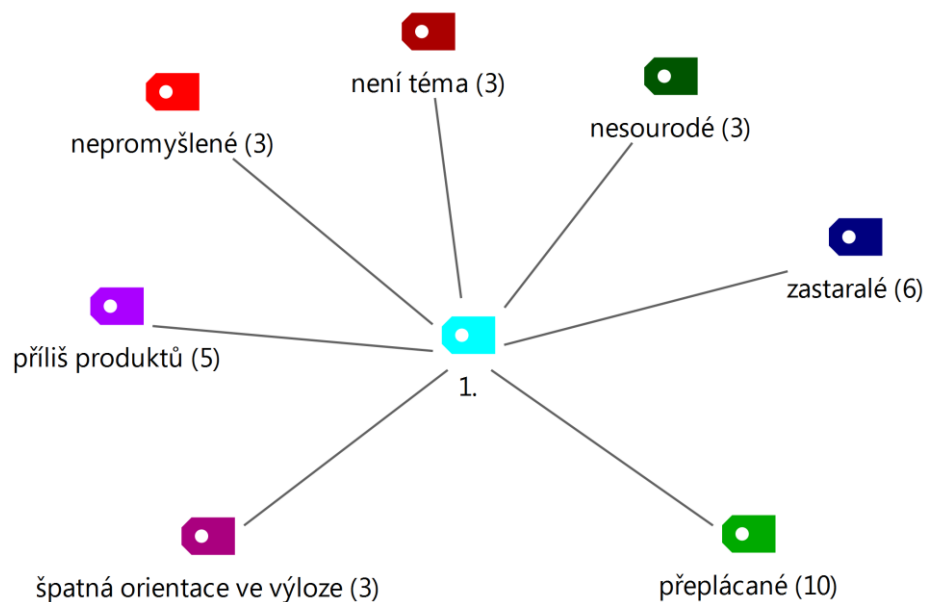 není téma (3)
nesourodé (3)
nepromyšlené (3)
zastaralé (6)
příliš produktů (5)
1.
špatná orientace ve výloze (3)
přeplácané (10)